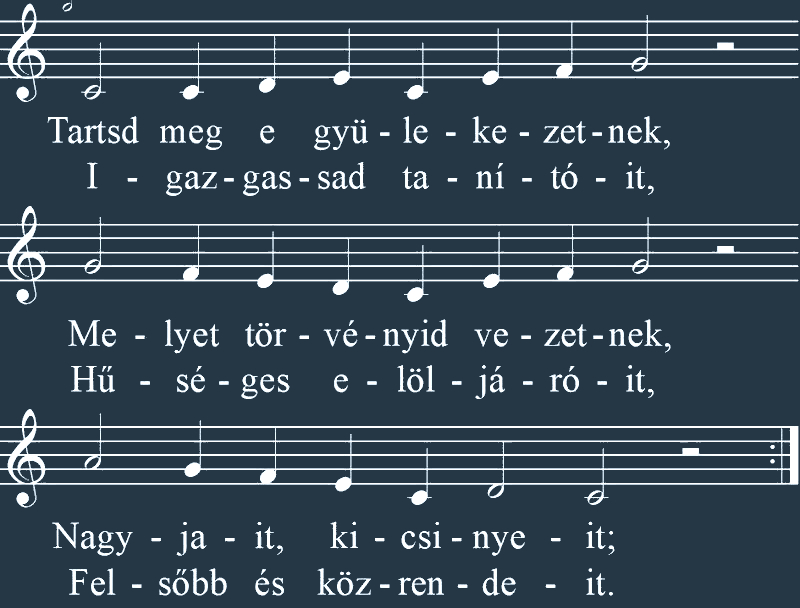 Tartsd meg e gyü - le - ke - zet - nek,
I - gaz - gas - sad ta - ní - tó - it,
Me - lyet tör - vé - nyid ve - zet - nek,
Hű - sé - ges e - löl - já - ró - it,
Nagy - ja - it, ki - csi - nye - it;
Fel - sőbb és köz - ren - de - it.